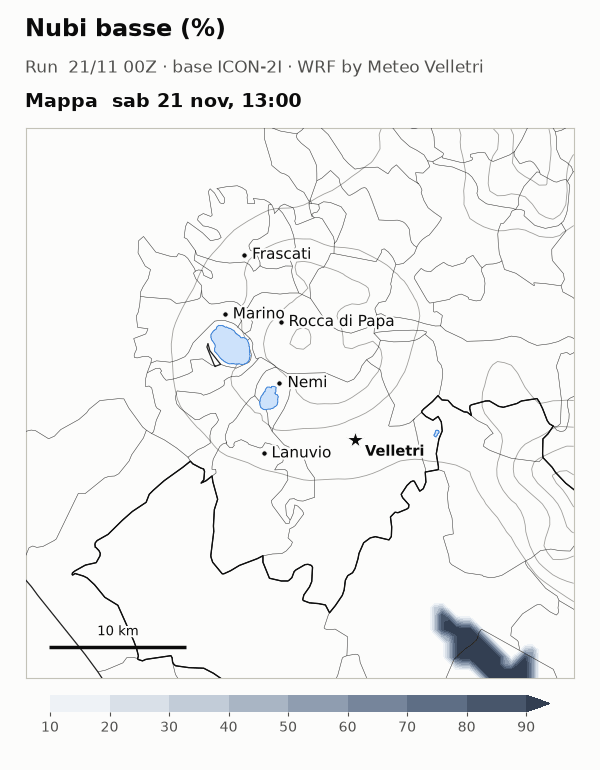 Nubi basse (%)
Run  21/11 00Z · base ICON-2I · WRF by Meteo Velletri
Mappa  sab 21 nov, 13:00
Frascati
Marino
Rocca di Papa
Nemi
Velletri
Lanuvio
10 km
10 20 30 40 50 60 70 80 90